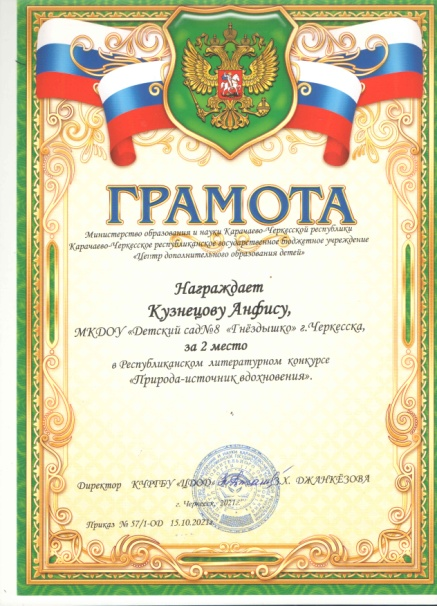 ГРАМОТА
Министерство образования и науки Карачаево-Черкесской республики
Карачаево-Черкесское республиканское государственное бюджетное учреждение
«Центр дополнительного образования детей»
Награждает
Кузнецову Анфису,
МКДОУ «Детский сад№8 «Гнёздышко» г.Черкесска,
за 2 место
в Республиканском литературном конкурсе
«Природа-источник вдохновения».
Директор КЧРГБУ «ЦДОД» З.Х. ДЖАНКЁЗОВА
г. Черкесск, 2021г.
Приказ № 57/1-ОД 15.10.2021г.